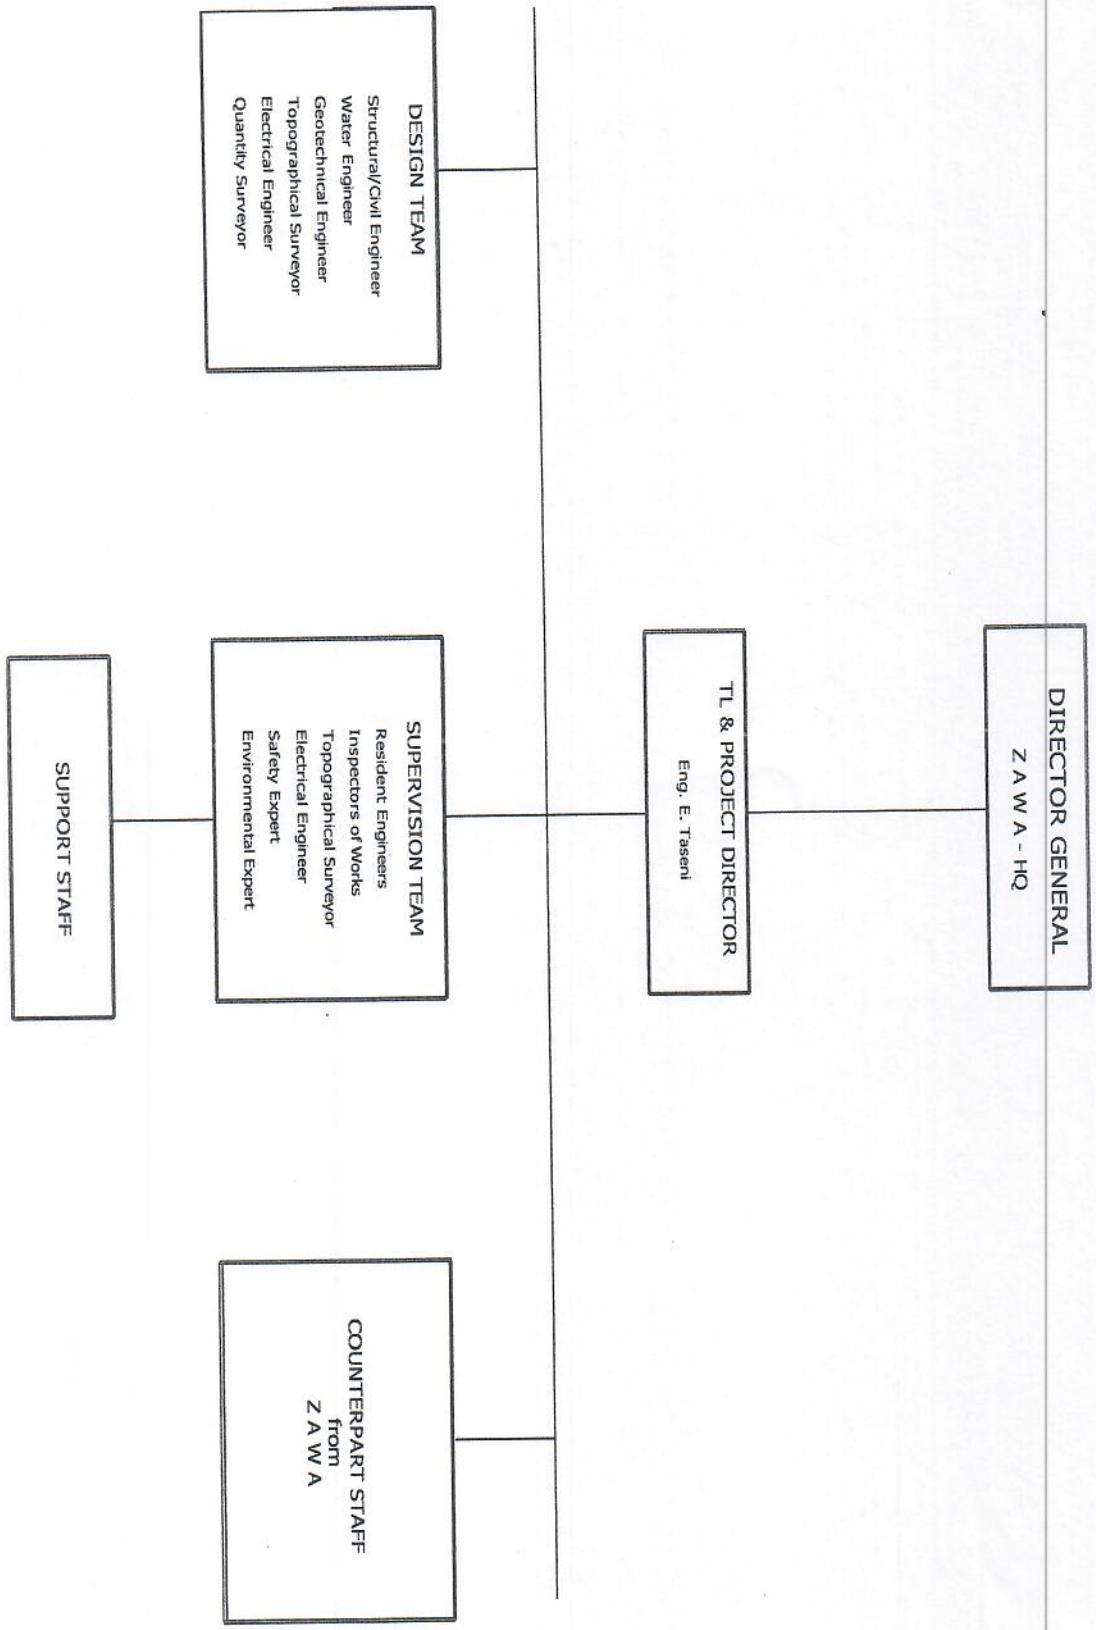 DIRECTOR GENERAL
Z A W A - HQ
TL & PROJECT DIRECTOR
Eng. E. Taseni
DESIGN TEAM
Structural/Civil Engineer
Water Engineer
Geotechnical Engineer
Topographical Surveyor
Electrical Engineer
Quantity Surveyor
SUPERVISION TEAM
Resident Engineers
Inspectors of Works
Topographical Surveyor
Electrical Engineer
Safety Expert
Environmental Expert
COUNTERPART STAFF
from
Z A W A
SUPPORT STAFF